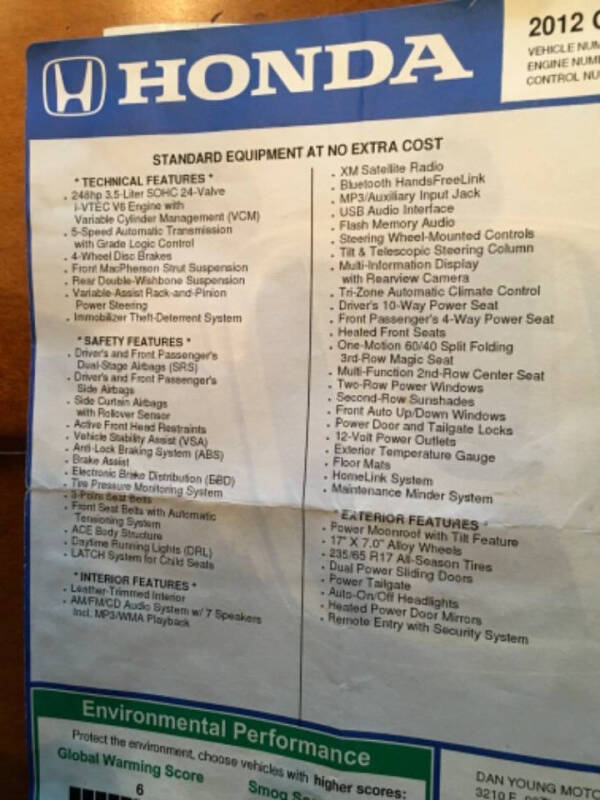 HONDA
2012
VEHICLE NUM
ENGINE NUM
CONTROL NU
STANDARD EQUIPMENT AT NO EXTRA COST
* TECHNICAL FEATURES *
. 248hp 3.5-Liter SOHC 24-Valve
i-VTEC V6 Engine with
Variable Cylinder Management (VCM)
. 5-Speed Automatic Transmission
with Grade Logic Control
. 4-Wheel Disc Brakes
. Front MacPherson Strut Suspension
. Rear Double-Wishbone Suspension
. Variable-Assist Rack-and-Pinion
Power Steering
. Immobilizer Theft-Deterrent System
* SAFETY FEATURES *
. Driver's and Front Passenger's
Dual-Stage Airbags (SRS)
. Driver's and Front Passenger's
Side Airbags
. Side Curtain Airbags
with Rollover Sensor
. Active Front Head Restraints
. Vehicle Stability Assist (VSA)
. Anti-Lock Braking System (ABS)
. Brake Assist
. Electronic Brake Distribution (EBD)
. Tire Pressure Monitoring System
. 3-Point Seat Belts
. Front Seat Belts with Automatic
Tensioning System
. ACE Body Structure
. Daytime Running Lights (DRL)
. LATCH System for Child Seats
* INTERIOR FEATURES *
. Leather-Trimmed Interior
. AM/FM/CD Audio System w/ 7 Speakers
Incl. MP3/WMA Playback
. XM Satellite Radio
. Bluetooth HandsFreeLink
. MP3/Auxiliary Input Jack
. USB Audio Interface
. Flash Memory Audio
. Steering Wheel-Mounted Controls
. Tilt & Telescopic Steering Column
. Multi-Information Display
with Rearview Camera
. Tri-Zone Automatic Climate Control
. Driver's 10-Way Power Seat
. Front Passenger's 4-Way Power Seat
. Heated Front Seats
. One-Motion 60/40 Split Folding
3rd-Row Magic Seat
. Multi-Function 2nd-Row Center Seat
. Two-Row Power Windows
. Second-Row Sunshades
. Front Auto Up/Down Windows
. Power Door and Tailgate Locks
. 12-Volt Power Outlets
. Exterior Temperature Gauge
. Floor Mats
. HomeLink System
. Maintenance Minder System
* EXTERIOR FEATURES *
. Power Moonroof with Tilt Feature
. 17" X 7.0" Alloy Wheels
. 235/65 R17 All-Season Tires
. Dual Power Sliding Doors
. Power Tailgate
. Auto-On/Off Headlights
. Heated Power Door Mirrors
. Remote Entry with Security System
Environmental Performance
Protect the environment, choose vehicles with higher scores:
Global Warming Score
6
Smog
DAN YOUNG MOTO
3210 E